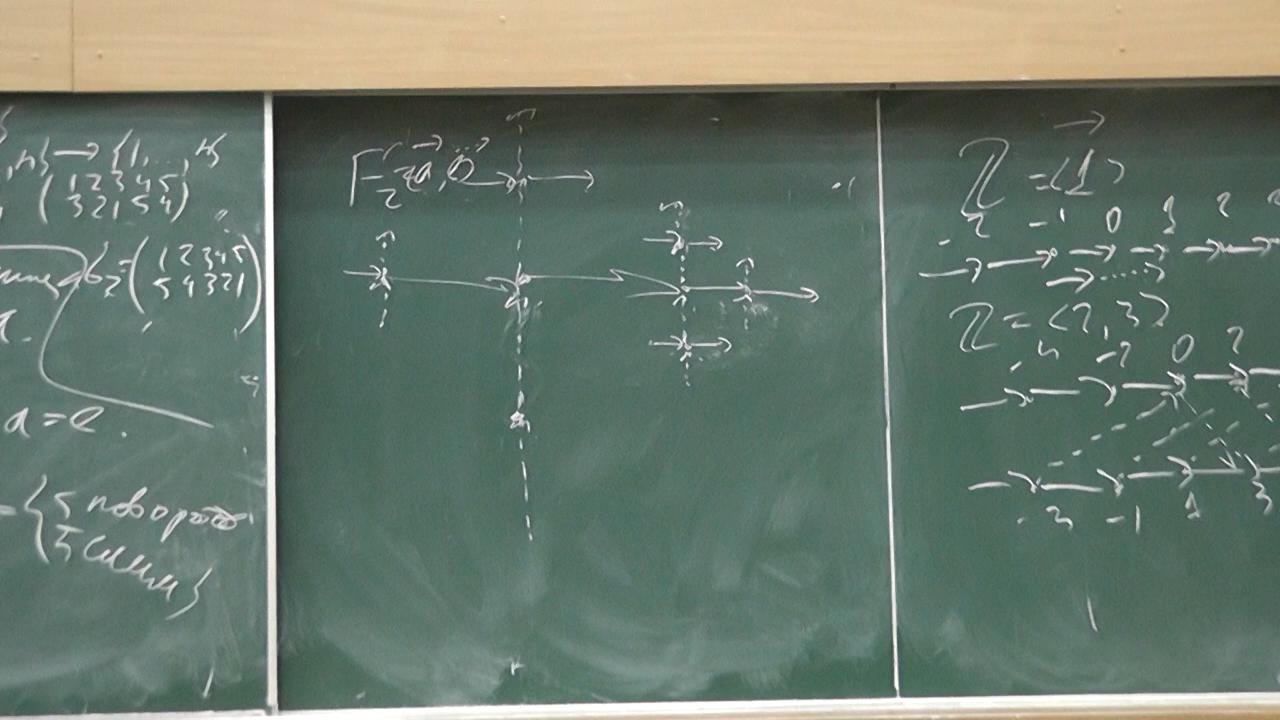 ,n} → {1,...,n}
(1 2 3 4 5
3 2 1 5 4)
= (1 2 3 4 5
5 4 3 2 1)
a = e.
= {5 поворотов
5 симм}
F₂ = ⟨a, b⟩
ℤ = ⟨1⟩
-2 -1 0 1 2
ℤ = ⟨2, 3⟩
-4 -2 0 2
-3 -1 1 3